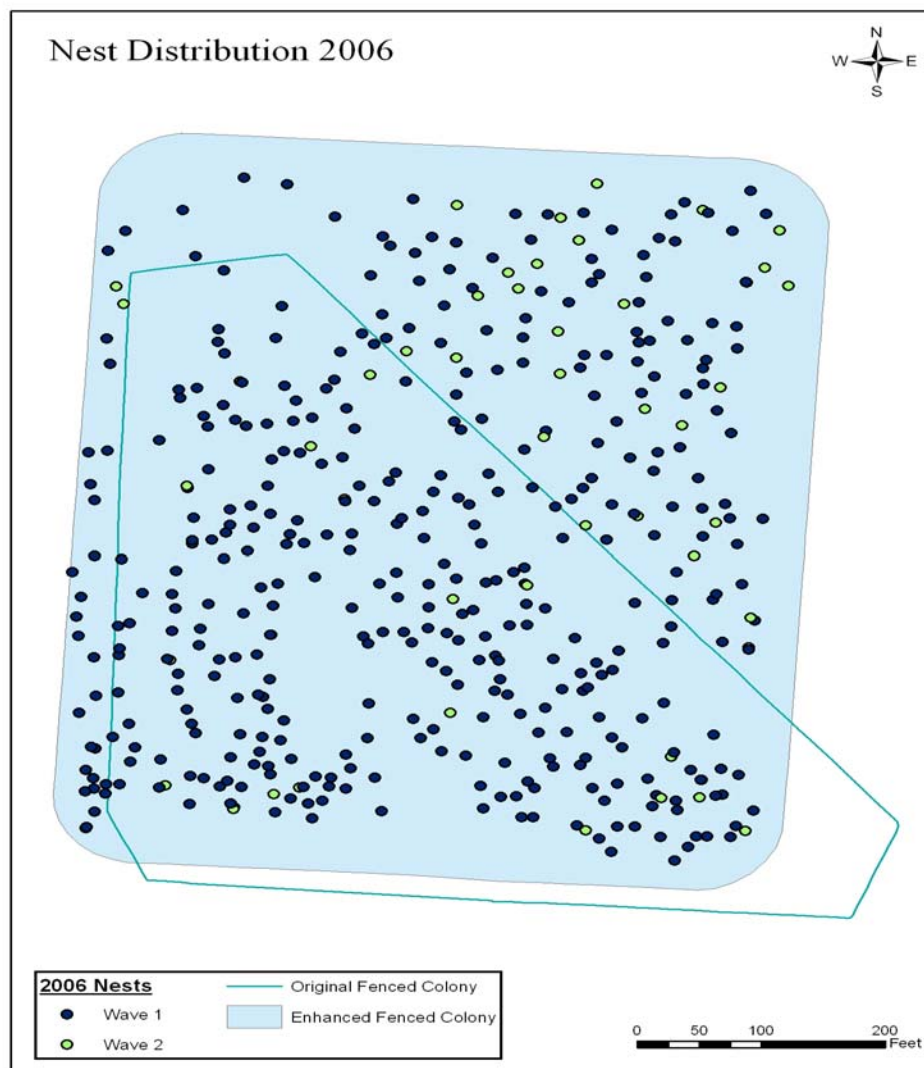 Nest Distribution 2006
N
W E
S
2006 Nests
Wave 1
Wave 2
Original Fenced Colony
Enhanced Fenced Colony
0 50 100 200
Feet